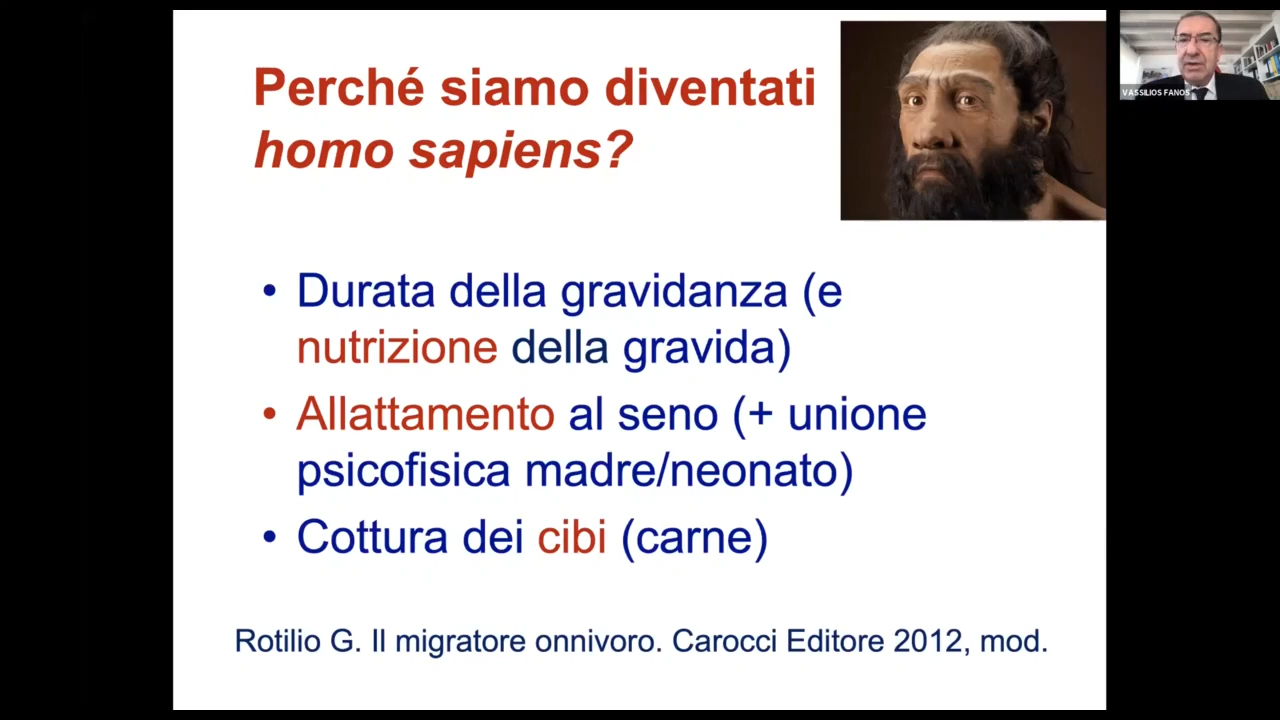 Perché siamo diventati
homo sapiens?
VASSILIOS FANOS
• Durata della gravidanza (e
nutrizione della gravida)
• Allattamento al seno (+ unione
psicofisica madre/neonato)
• Cottura dei cibi (carne)
Rotilio G. Il migratore onnivoro. Carocci Editore 2012, mod.